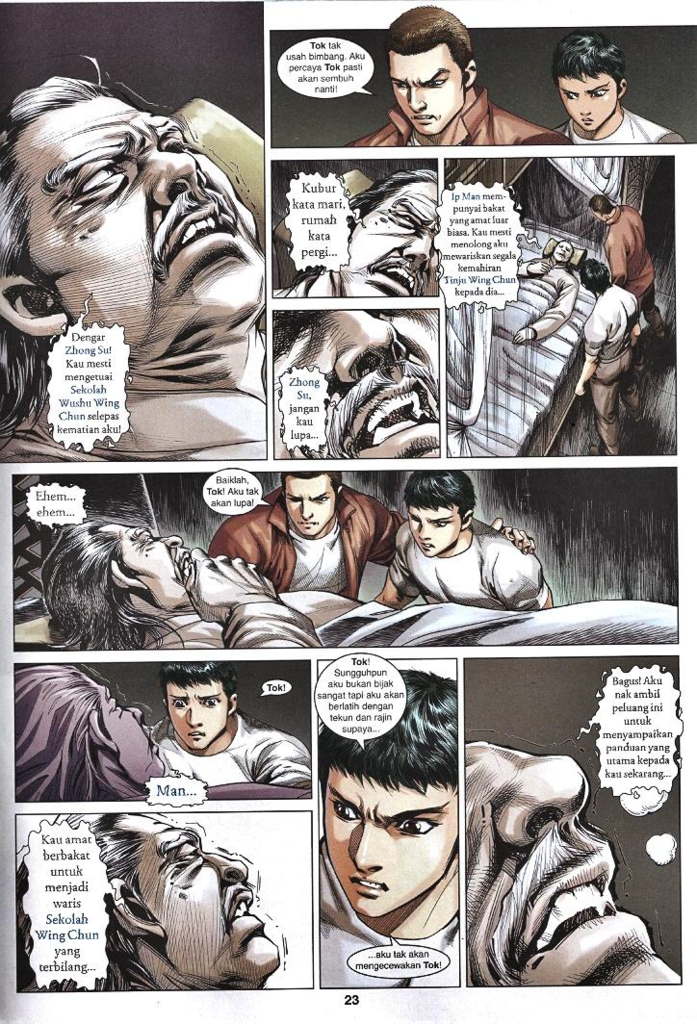 Tok tak
usah bimbang. Aku
percaya Tok pasti
akan sembuh
nanti!
Dengar
Zhong Su!
Kau mesti
mengetuai
Sekolah
Wushu Wing
Chun selepas
kematian aku!
Kubur
kata mari,
rumah
kata
pergi...
Ip Man mem-
punyai bakat
yang amat luar
biasa. Kau mesti
menolong aku
mewariskan segala
kemahiran
Tinju Wing Chun
kepada dia...
Zhong
Su,
jangan
kau
lupa...
Ehem...
ehem...
Baiklah,
Tok! Aku tak
akan lupa!
Tok!
Man...
Tok!
Sungguhpun
aku bukan bijak
sangat tapi aku akan
berlatih dengan
tekun dan rajin
supaya...
...aku tak akan
mengecewakan Tok!
Bagus! Aku
nak ambil
peluang ini
untuk
menyampaikan
panduan yang
utama kepada
kau sekarang...
Kau amat
berbakat
untuk
menjadi
waris
Sekolah
Wing Chun
yang
terbilang...
23